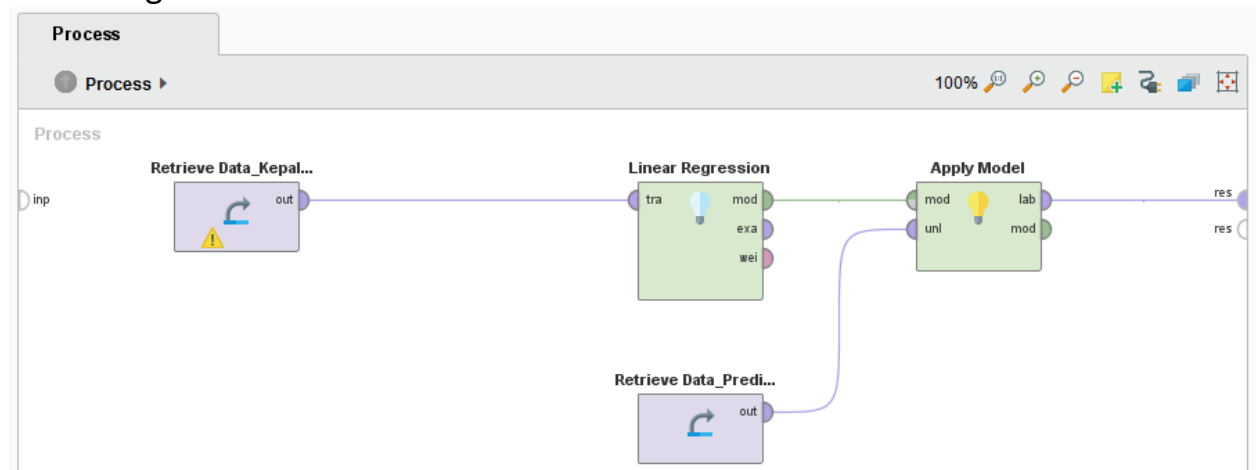 Process
Process
100%
Process
Retrieve Data_Kepal...
Linear Regression
Apply Model
inp
out
tra
mod
mod
lab
res
exa
unl
mod
res
wei
Retrieve Data_Predi...
out